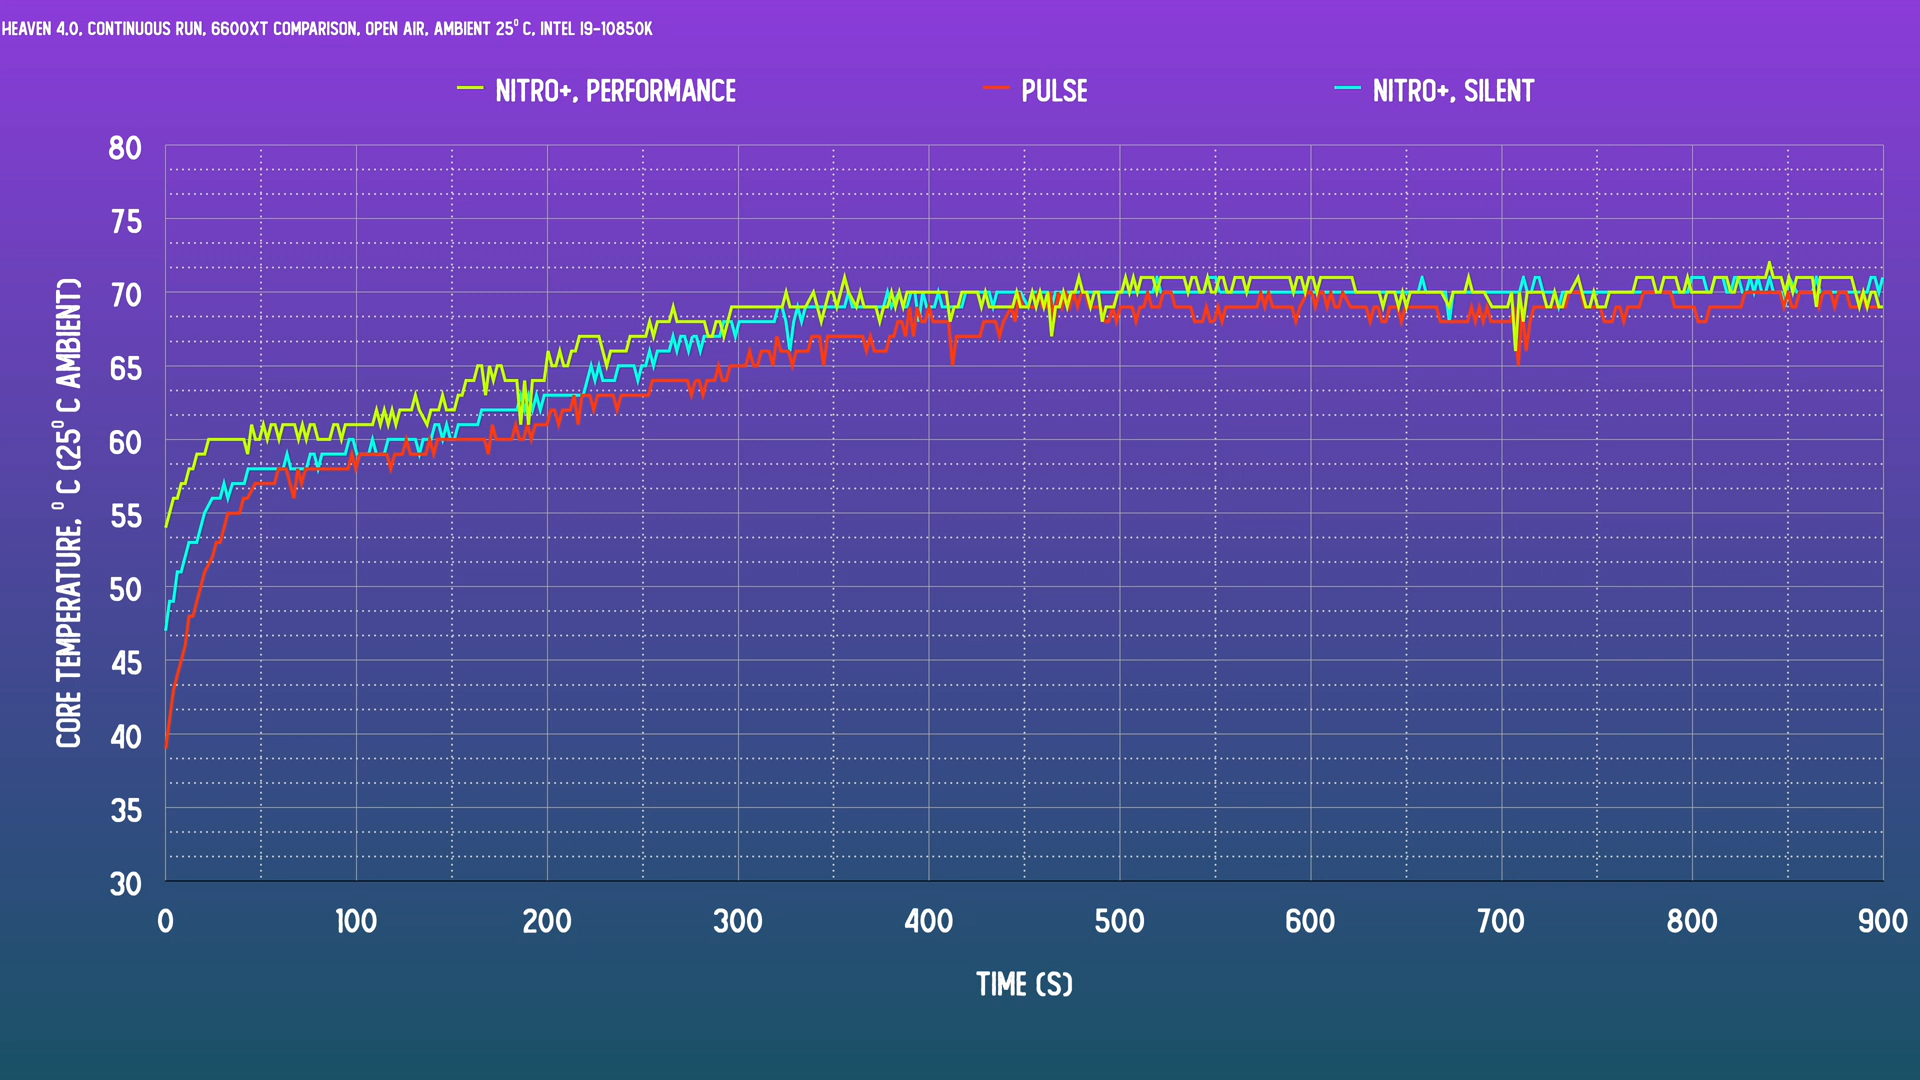 HEAVEN 4.0, CONTINUOUS RUN, 6600XT COMPARISON, OPEN AIR, AMBIENT 25° C, INTEL I9-10850K
NITRO+, PERFORMANCE
PULSE
NITRO+, SILENT
CORE TEMPERATURE, ° C (25° C AMBIENT)
80
75
70
65
60
55
50
45
40
35
30
0 100 200 300 400 500 600 700 800 900
TIME (S)